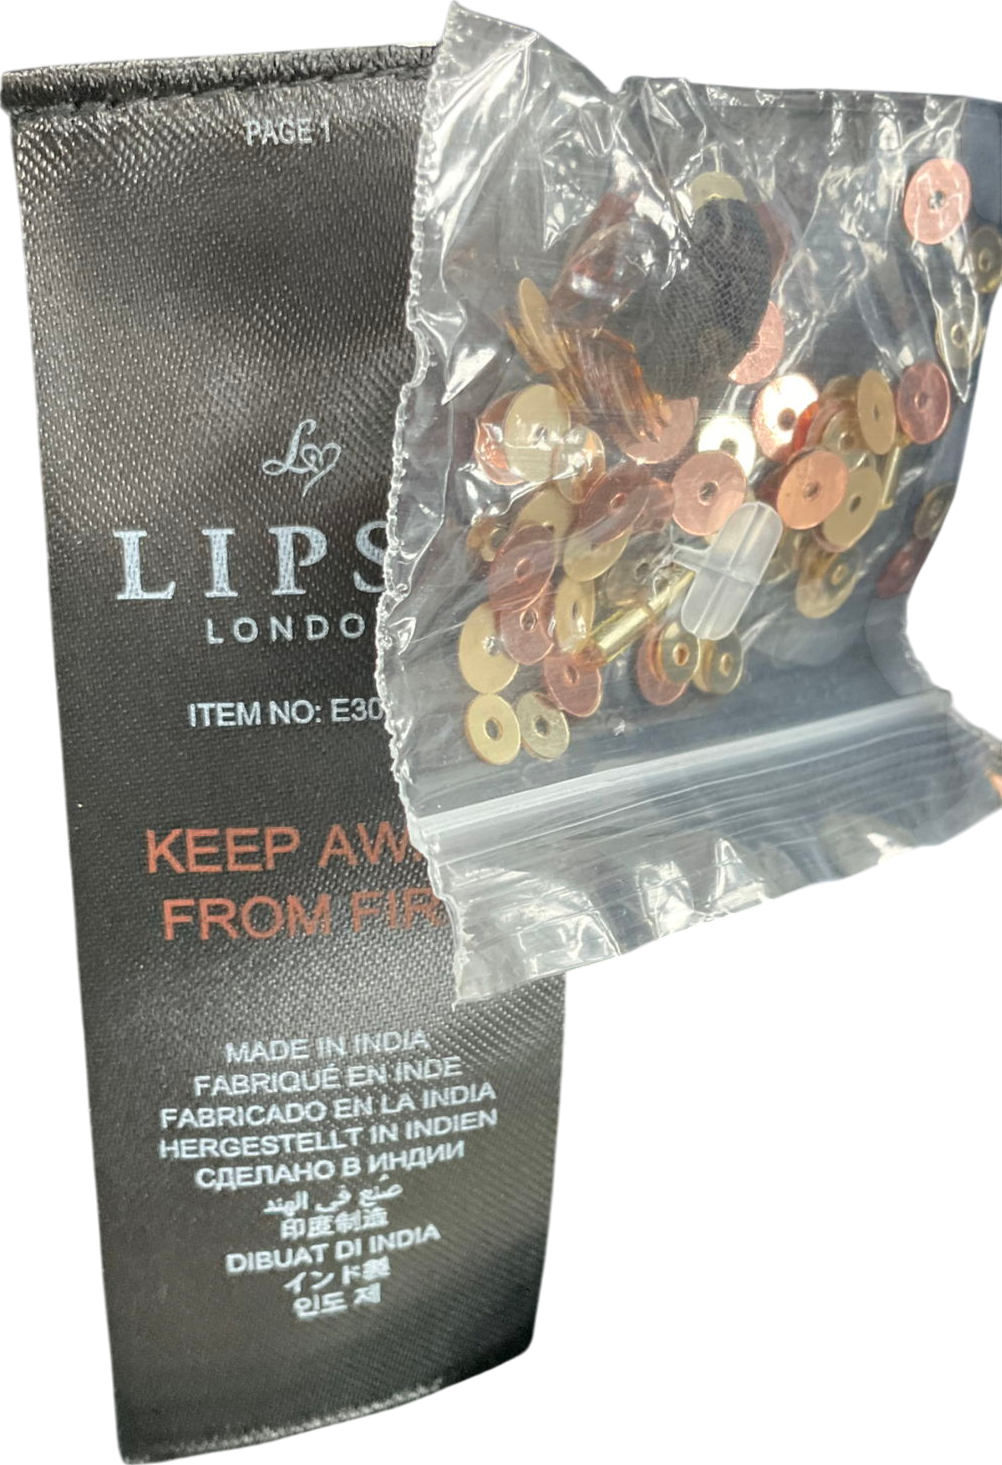 PAGE 1
LIPS
LONDO
ITEM NO: E30
KEEP AW
FROM FIR
MADE IN INDIA
FABRIQUÉ EN INDE
FABRICADO EN LA INDIA
HERGESTELLT IN INDIEN
СДЕЛАНО В ИНДИИ
صنع في الهند
印度制造
DIBUAT DI INDIA
インド製
인도 제